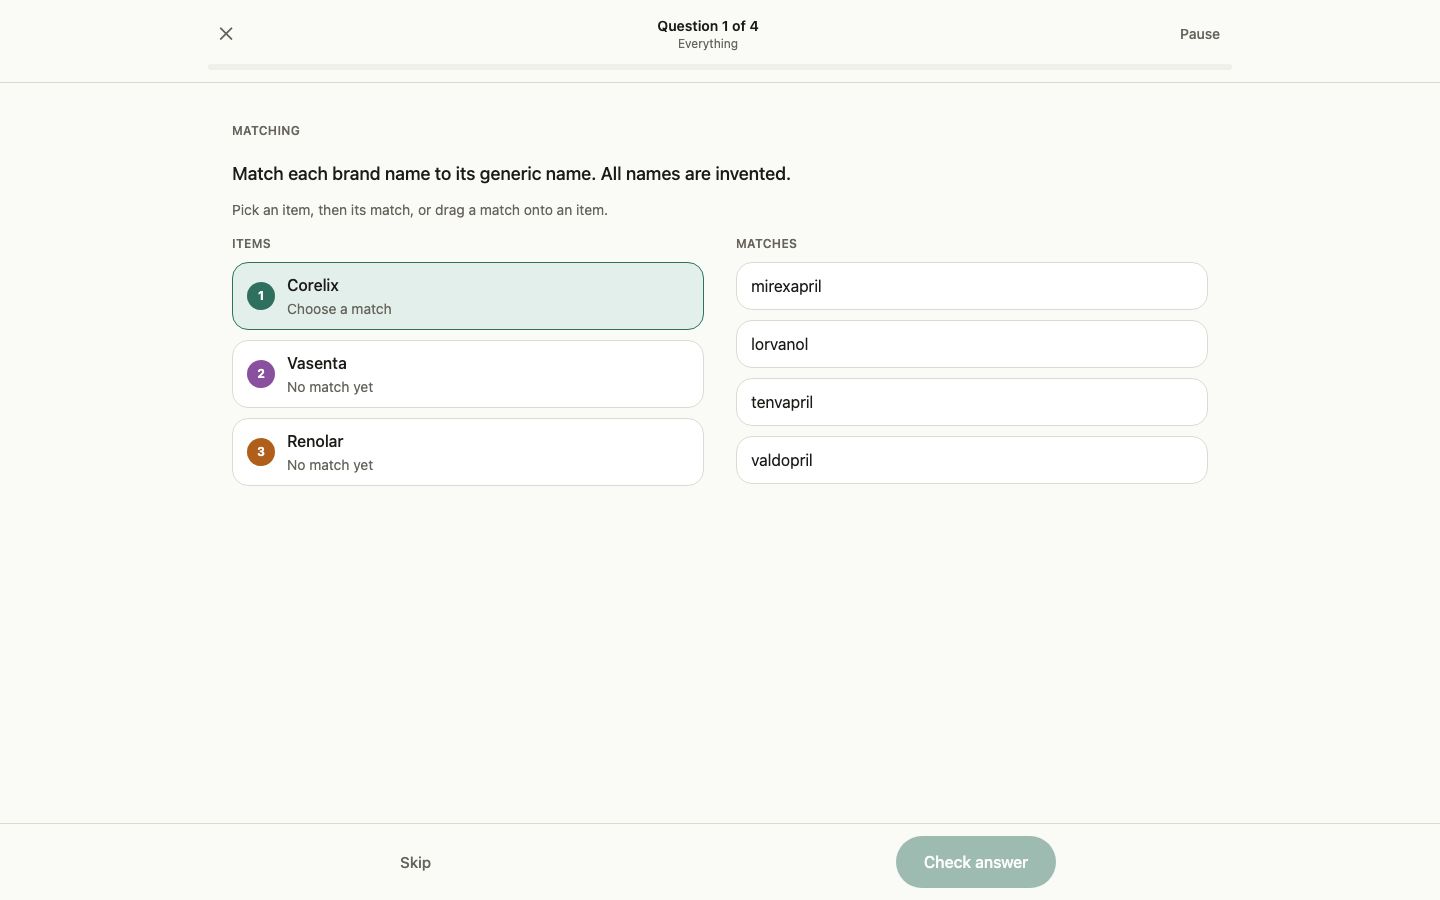 Question 1 of 4
Everything
Pause
MATCHING
Match each brand name to its generic name. All names are invented.
Pick an item, then its match, or drag a match onto an item.
ITEMS
1
Corelix
Choose a match
2
Vasenta
No match yet
3
Renolar
No match yet
MATCHES
mirexapril
lorvanol
tenvapril
valdopril
Skip
Check answer